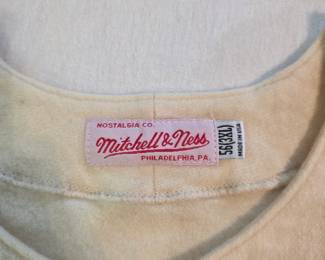 NOSTALGIA CO.
Mitchell & Ness
PHILADELPHIA, PA.
56 (3XL)
MADE IN USA